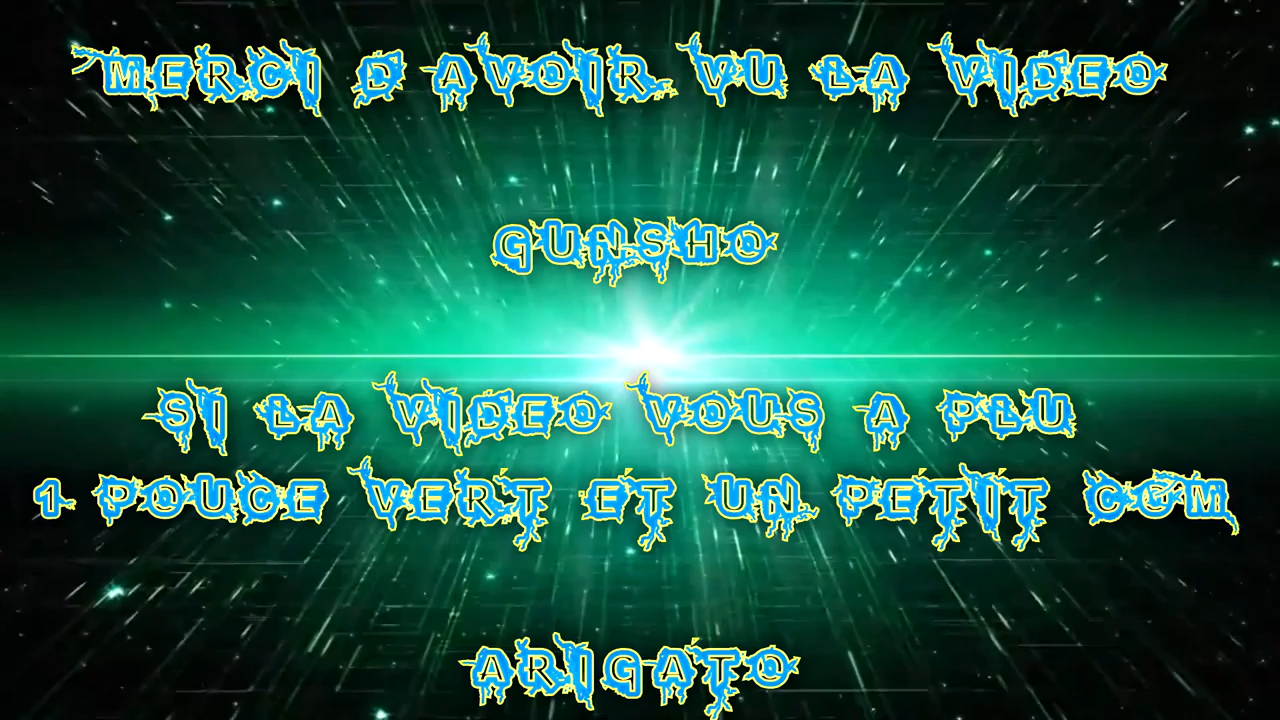 MERCI D AVOIR VU LA VIDEO
GUNSHO
SI LA VIDEO VOUS A PLU
1 POUCE VERT ET UN PETIT COM
ARIGATO